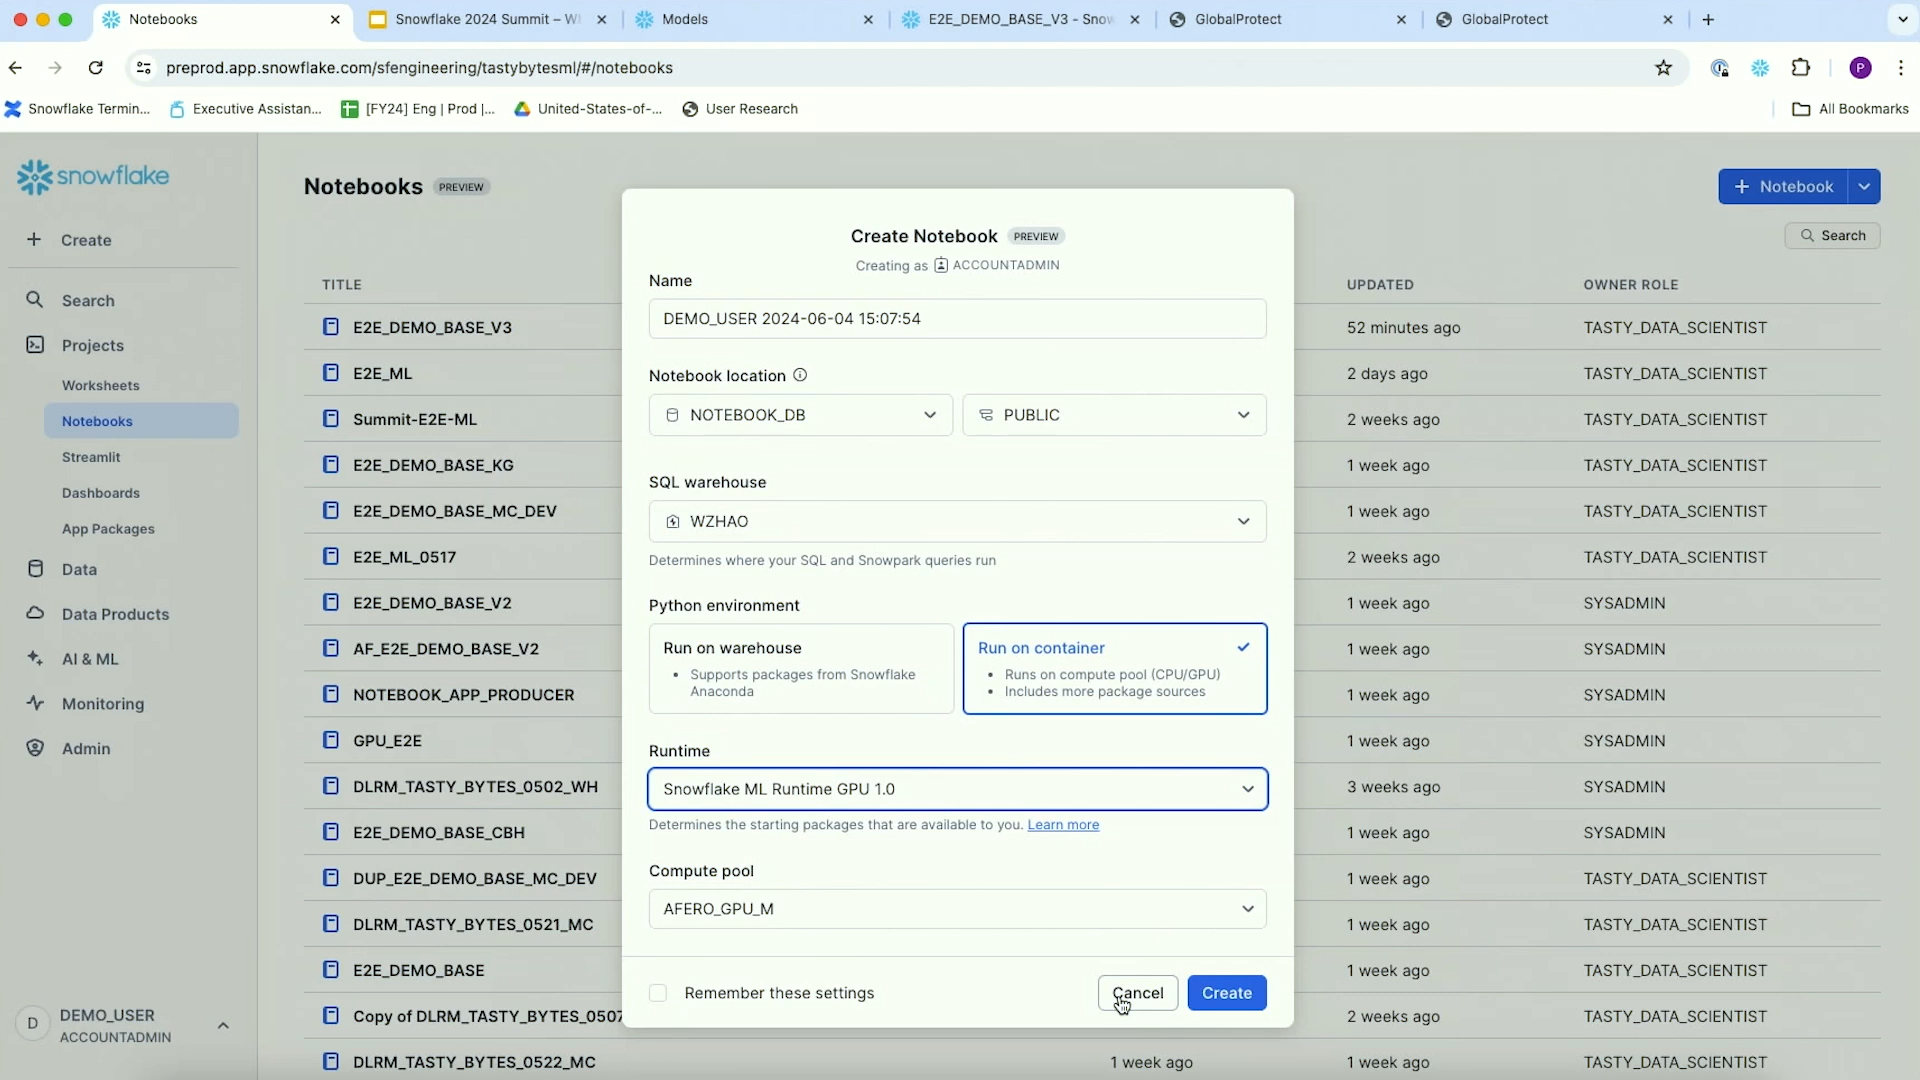 Notebooks
Snowflake 2024 Summit – W
Models
E2E_DEMO_BASE_V3 - Snow
GlobalProtect
GlobalProtect
preprod.app.snowflake.com/sfengineering/tastybytesml/#/notebooks
P
Snowflake Termin...
Executive Assistan...
[FY24] Eng | Prod |...
United-States-of-...
User Research
All Bookmarks
snowflake
Create
Search
Projects
Worksheets
Notebooks
Streamlit
Dashboards
App Packages
Data
Data Products
AI & ML
Monitoring
Admin
D
DEMO_USER
ACCOUNTADMIN
Notebooks PREVIEW
+ Notebook
Search
TITLE UPDATED OWNER ROLE
E2E_DEMO_BASE_V3 52 minutes ago TASTY_DATA_SCIENTIST
E2E_ML 2 days ago TASTY_DATA_SCIENTIST
Summit-E2E-ML 2 weeks ago TASTY_DATA_SCIENTIST
E2E_DEMO_BASE_KG 1 week ago TASTY_DATA_SCIENTIST
E2E_DEMO_BASE_MC_DEV 1 week ago TASTY_DATA_SCIENTIST
E2E_ML_0517 2 weeks ago TASTY_DATA_SCIENTIST
E2E_DEMO_BASE_V2 1 week ago SYSADMIN
AF_E2E_DEMO_BASE_V2 1 week ago SYSADMIN
NOTEBOOK_APP_PRODUCER 1 week ago SYSADMIN
GPU_E2E 1 week ago SYSADMIN
DLRM_TASTY_BYTES_0502_WH 3 weeks ago SYSADMIN
E2E_DEMO_BASE_CBH 1 week ago SYSADMIN
DUP_E2E_DEMO_BASE_MC_DEV 1 week ago TASTY_DATA_SCIENTIST
DLRM_TASTY_BYTES_0521_MC 1 week ago TASTY_DATA_SCIENTIST
E2E_DEMO_BASE 1 week ago TASTY_DATA_SCIENTIST
Copy of DLRM_TASTY_BYTES_0507 2 weeks ago TASTY_DATA_SCIENTIST
DLRM_TASTY_BYTES_0522_MC 1 week ago 1 week ago TASTY_DATA_SCIENTIST
Create Notebook PREVIEW
Creating as ACCOUNTADMIN
Name
DEMO_USER 2024-06-04 15:07:54
Notebook location
NOTEBOOK_DB PUBLIC
SQL warehouse
WZHAO
Determines where your SQL and Snowpark queries run
Python environment
Run on warehouse
• Supports packages from Snowflake
Anaconda
Run on container
• Runs on compute pool (CPU/GPU)
• Includes more package sources
Runtime
Snowflake ML Runtime GPU 1.0
Determines the starting packages that are available to you. Learn more
Compute pool
AFERO_GPU_M
Remember these settings
Cancel
Create